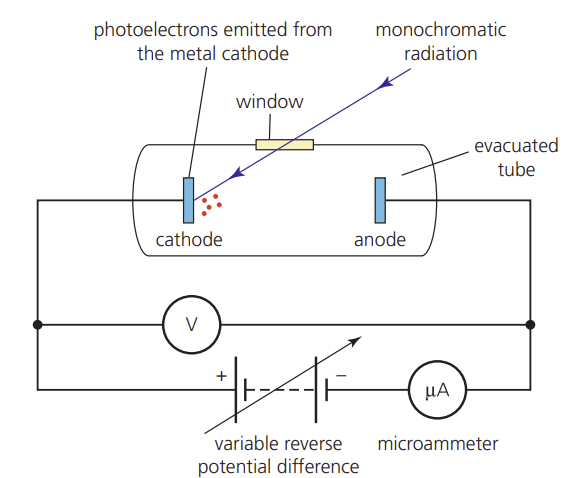 photoelectrons emitted from
the metal cathode
monochromatic
radiation
window
evacuated
tube
cathode
anode
V
+
−
μA
variable reverse
potential difference
microammeter